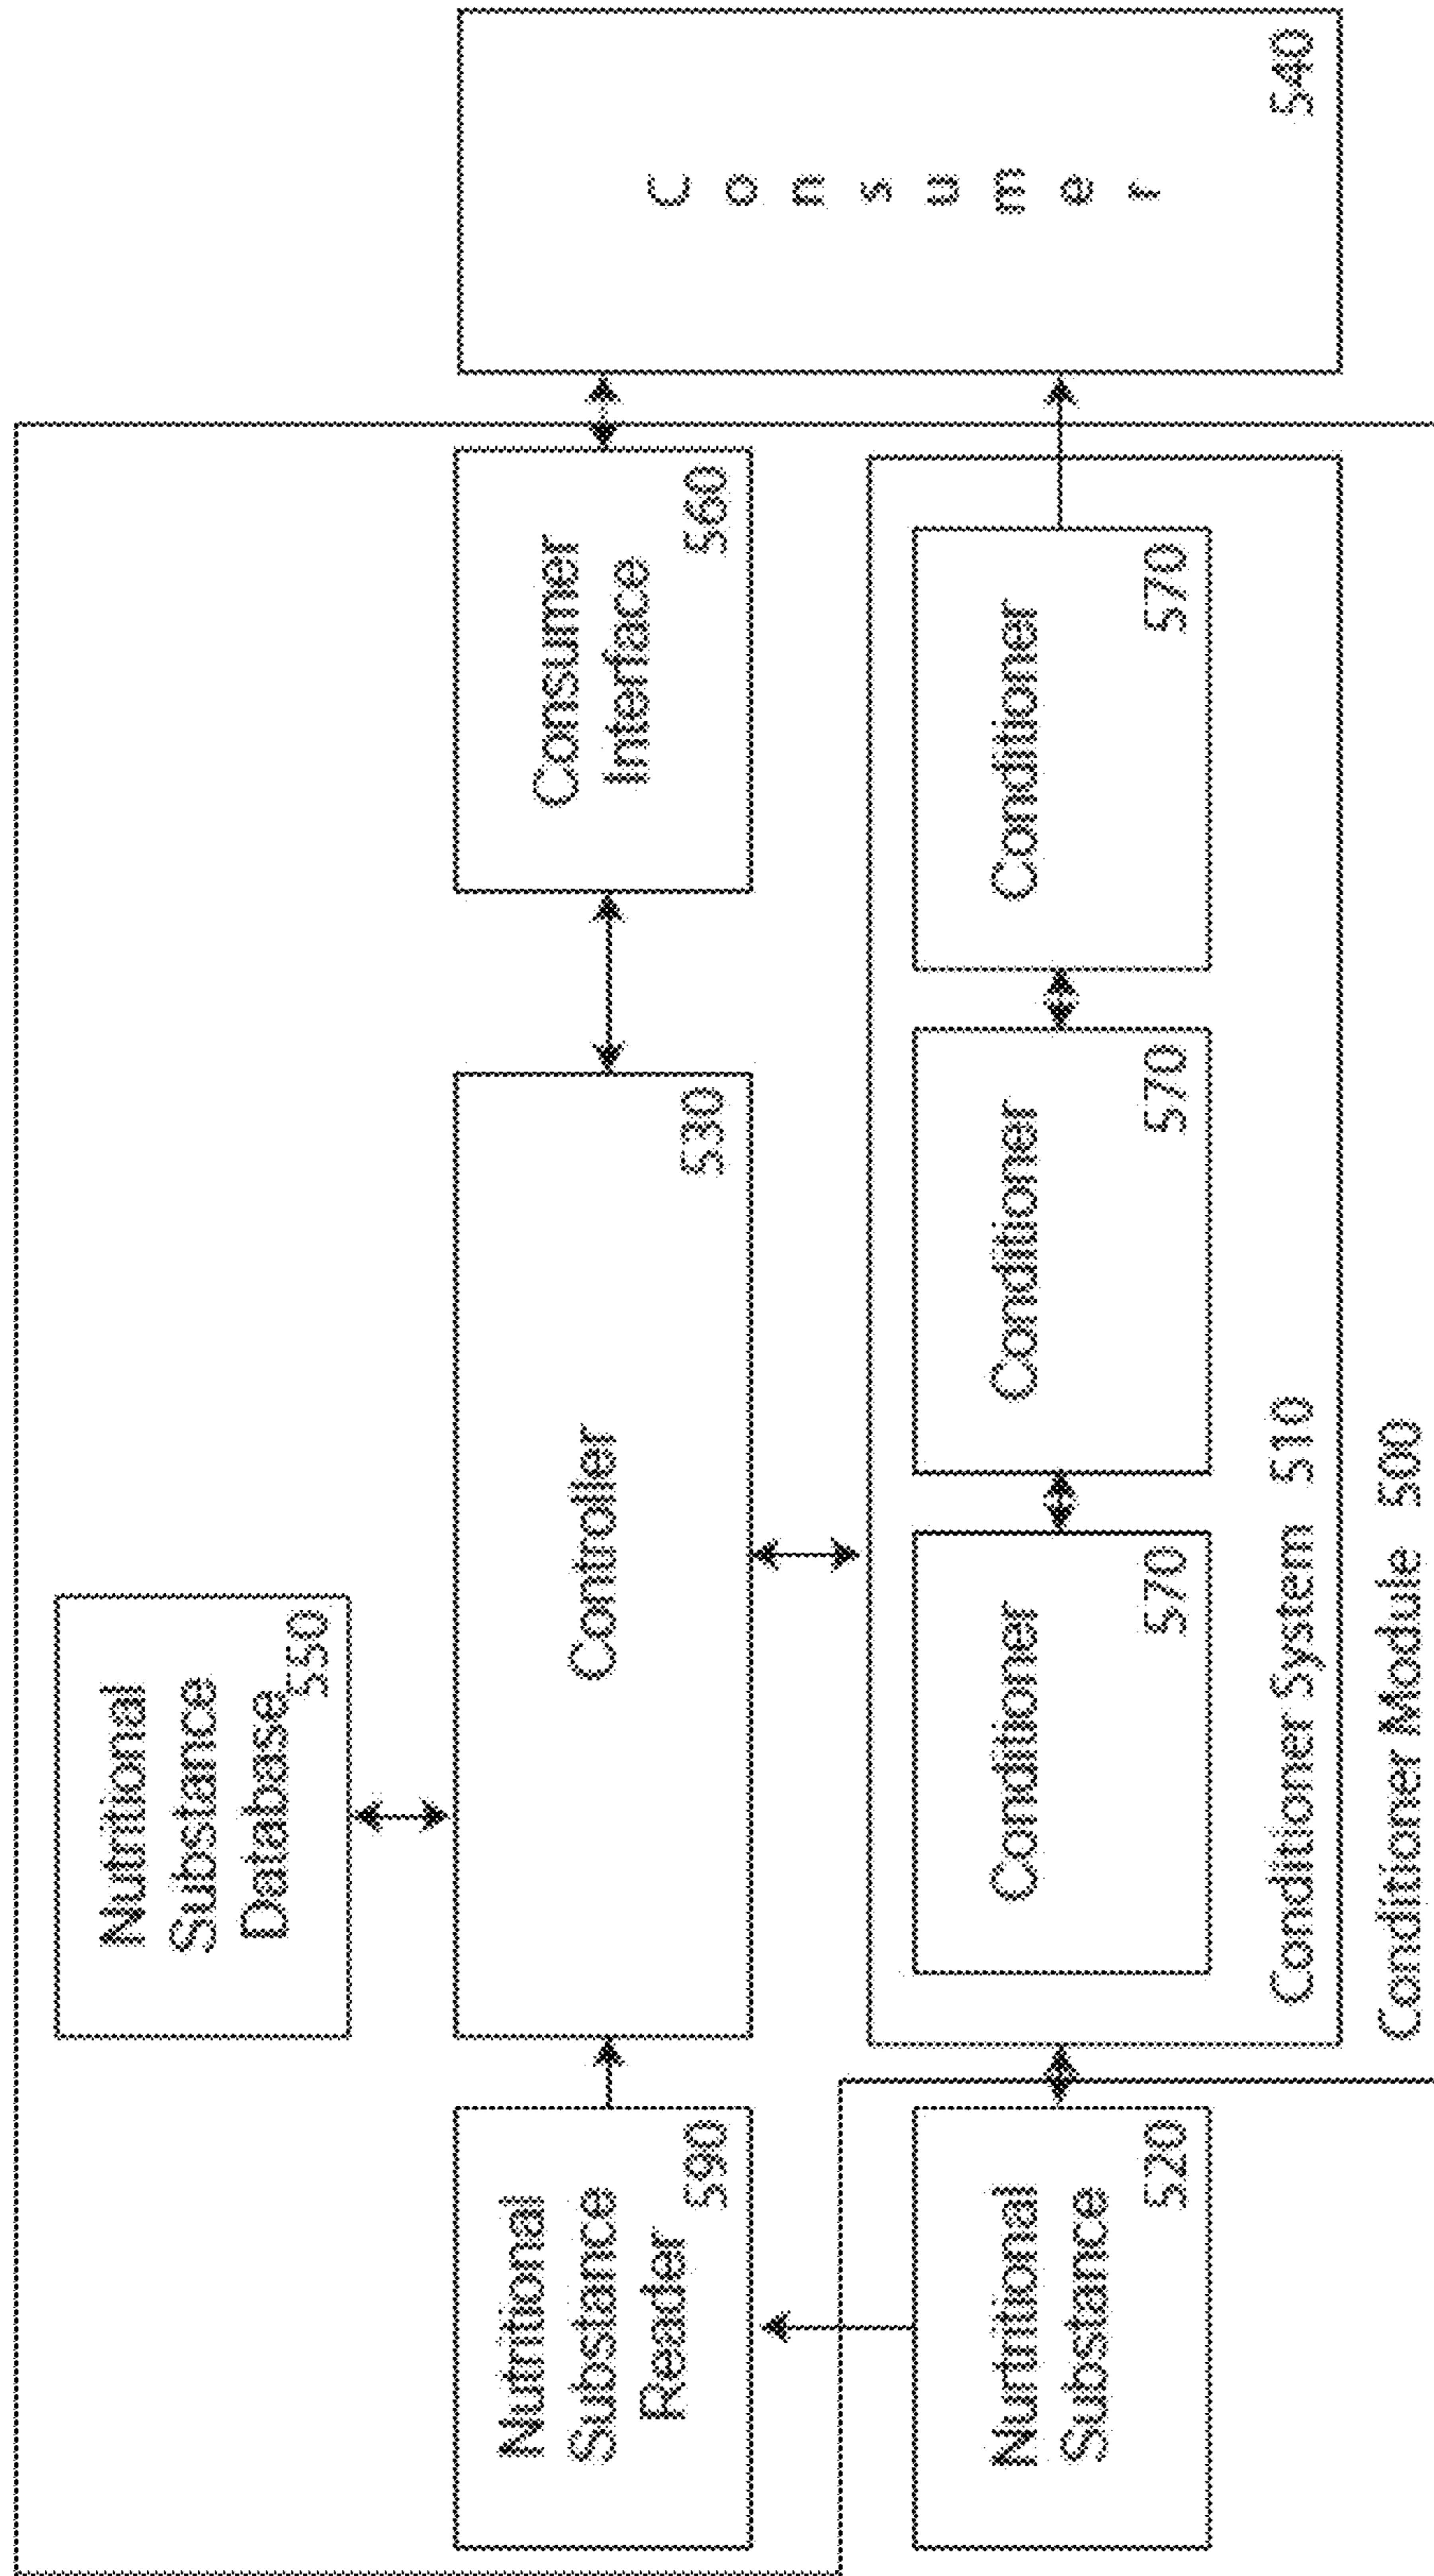 Nutritional
Substance
Database
550
Nutritional
Substance
Reader
590
Controller
530
Consumer
Interface
560
Consumer
540
Nutritional
Substance
520
Conditioner
570
Conditioner
570
Conditioner
570
Conditioner System 510
Conditioner Module 500